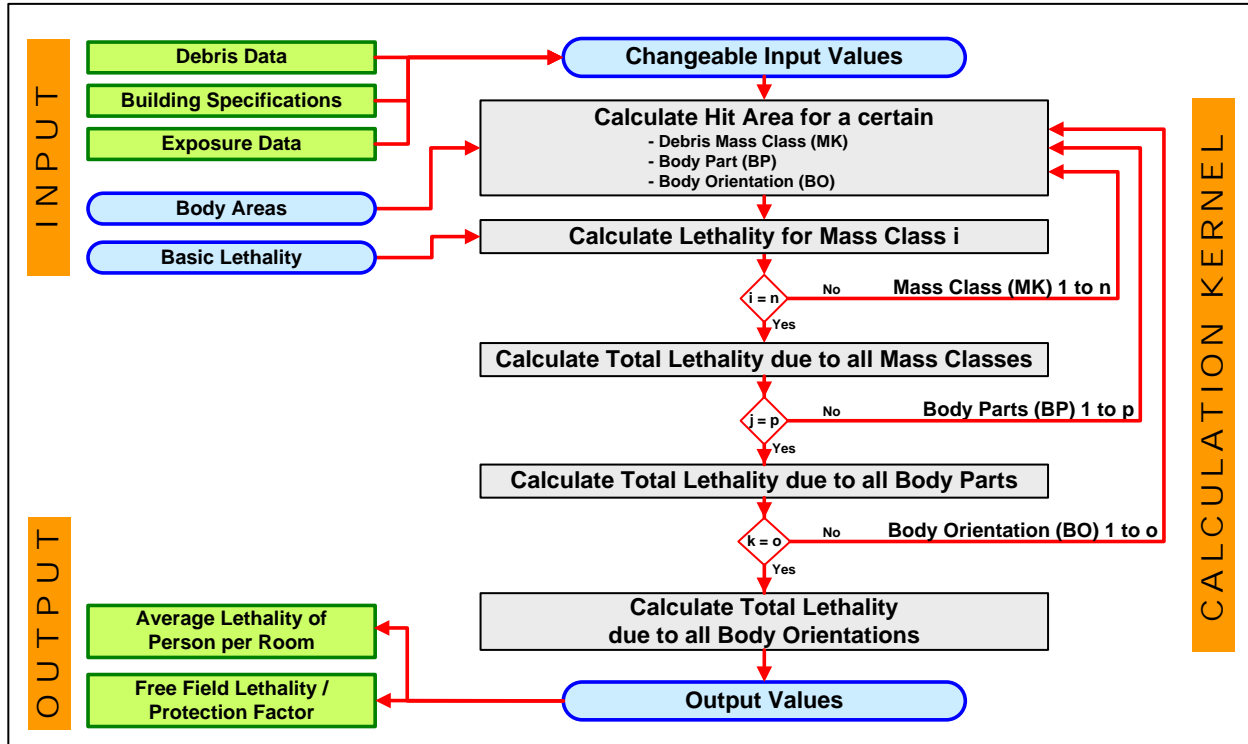 INPUT
Debris Data
Building Specifications
Exposure Data
Body Areas
Basic Lethality
Changeable Input Values
Calculate Hit Area for a certain
- Debris Mass Class (MK)
- Body Part (BP)
- Body Orientation (BO)
Calculate Lethality for Mass Class i
i = n
No
Mass Class (MK) 1 to n
Yes
Calculate Total Lethality due to all Mass Classes
j = p
No
Body Parts (BP) 1 to p
Yes
Calculate Total Lethality due to all Body Parts
k = o
No
Body Orientation (BO) 1 to o
Yes
Calculate Total Lethality
due to all Body Orientations
Output Values
OUTPUT
Average Lethality of
Person per Room
Free Field Lethality /
Protection Factor
CALCULATION KERNEL